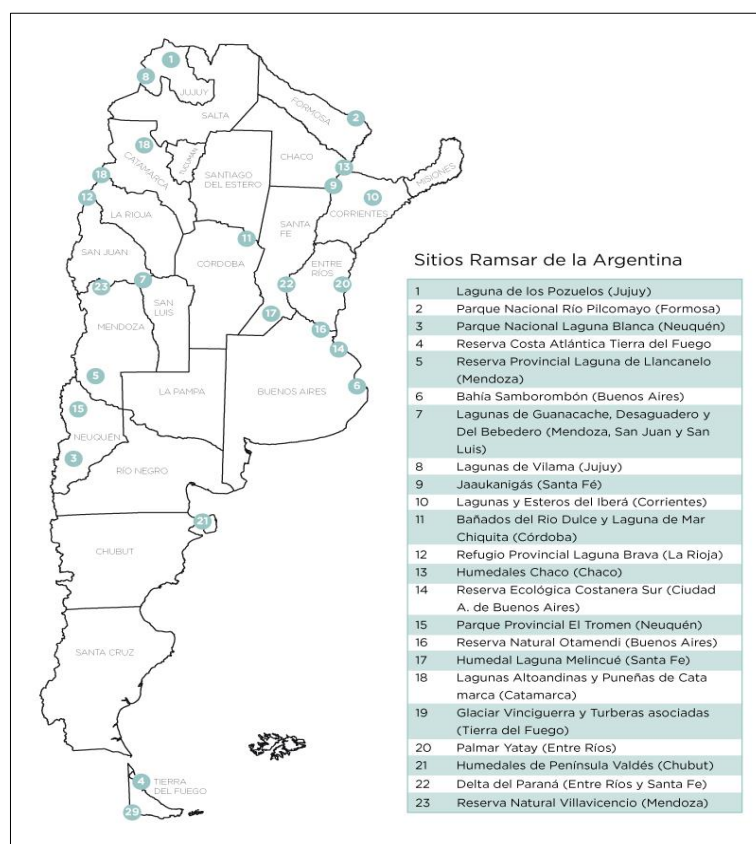 1
8
JUJUY
SALTA
FORMOSA
2
18
CATAMARCA
TUCUMÁN
SANTIAGO
DEL ESTERO
CHACO
13
MISIONES
18
9
10
CORRIENTES
12
LA RIOJA
SANTA
FE
11
SAN JUAN
CÓRDOBA
ENTRE
RÍOS
23
7
22
20
SAN
LUIS
17
MENDOZA
16
14
5
LA PAMPA
BUENOS AIRES
6
15
NEUQUÉN
3
RÍO NEGRO
21
CHUBUT
SANTA CRUZ
4
TIERRA
DEL FUEGO
29
Sitios Ramsar de la Argentina
1 Laguna de los Pozuelos (Jujuy)
2 Parque Nacional Río Pilcomayo (Formosa)
3 Parque Nacional Laguna Blanca (Neuquén)
4 Reserva Costa Atlántica Tierra del Fuego
5 Reserva Provincial Laguna de Llancanelo
(Mendoza)
6 Bahía Samborombón (Buenos Aires)
7 Lagunas de Guanacache, Desaguadero y
Del Bebedero (Mendoza, San Juan y San
Luis)
8 Lagunas de Vilama (Jujuy)
9 Jaaukanigás (Santa Fé)
10 Lagunas y Esteros del Iberá (Corrientes)
11 Bañados del Río Dulce y Laguna de Mar
Chiquita (Córdoba)
12 Refugio Provincial Laguna Brava (La Rioja)
13 Humedales Chaco (Chaco)
14 Reserva Ecológica Costanera Sur (Ciudad
A. de Buenos Aires)
15 Parque Provincial El Tromen (Neuquén)
16 Reserva Natural Otamendi (Buenos Aires)
17 Humedal Laguna Melincué (Santa Fe)
18 Lagunas Altoandinas y Puneñas de Cata
marca (Catamarca)
19 Glaciar Vinciguerra y Turberas asociadas
(Tierra del Fuego)
20 Palmar Yatay (Entre Ríos)
21 Humedales de Península Valdés (Chubut)
22 Delta del Paraná (Entre Ríos y Santa Fe)
23 Reserva Natural Villavicencio (Mendoza)